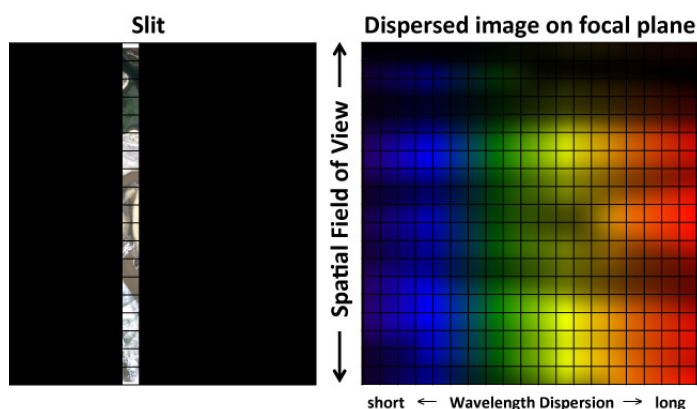 Slit
Dispersed image on focal plane
Spatial Field of View
short ← Wavelength Dispersion → long